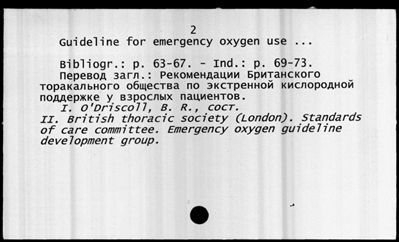 2
Guideline for emergency oxygen use ...
Bibliogr.: p. 63-67. - Ind.: p. 69-73.
Перевод загл.: Рекомендации Британского
торакального общества по экстренной кислородной
поддержке у взрослых пациентов.
I. O'Driscoll, B. R., сост.
II. British thoracic society (London). Standards
of care committee. Emergency oxygen guideline
development group.